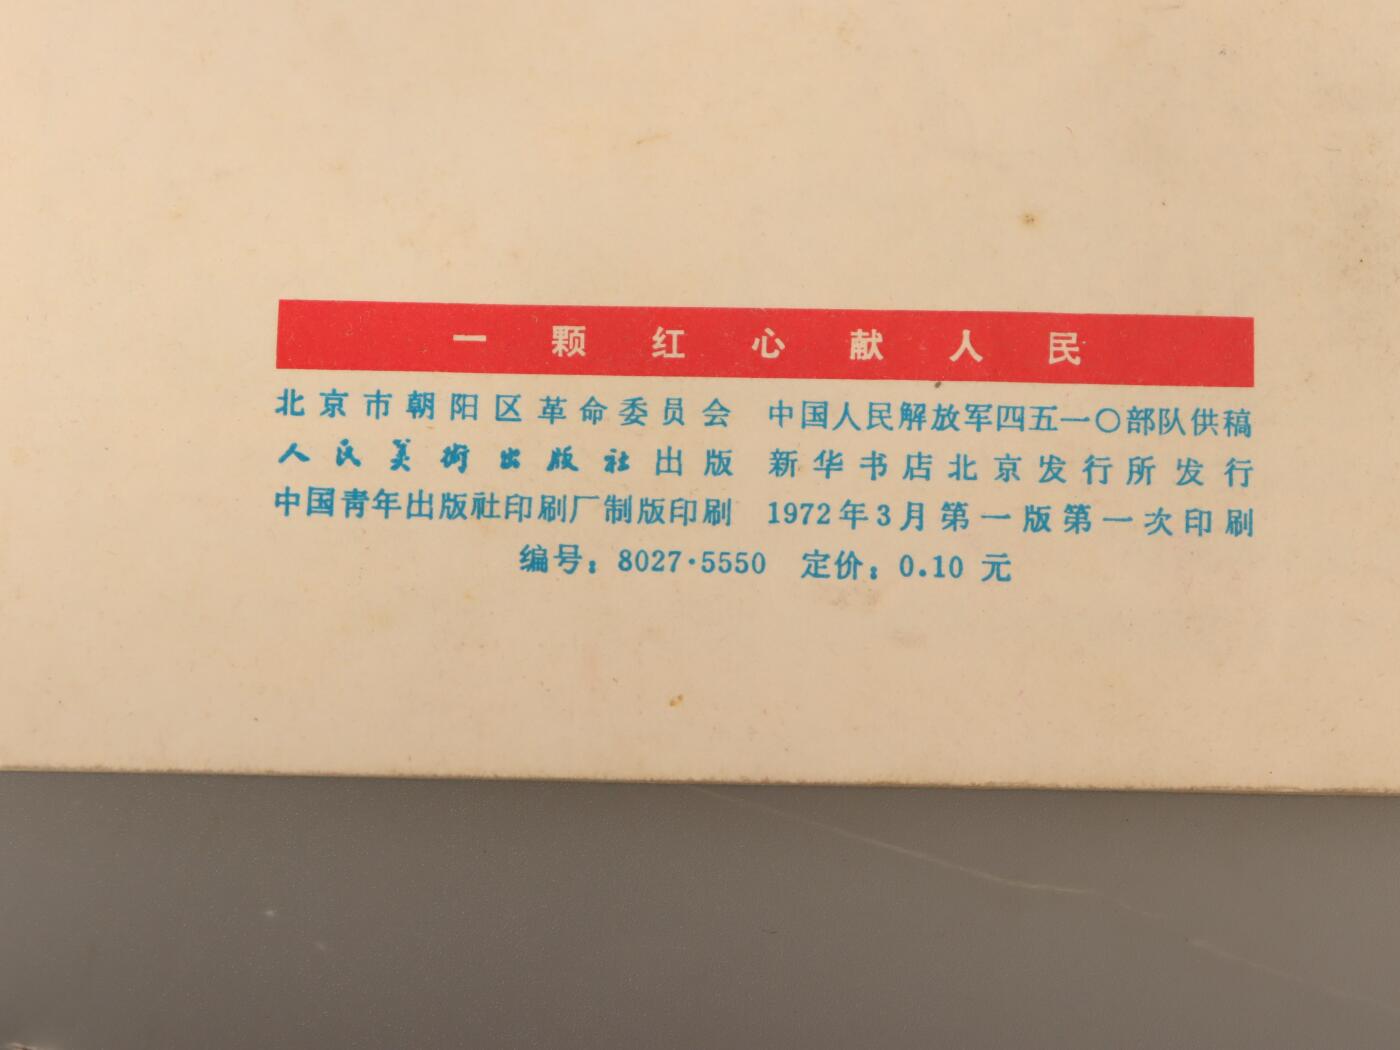 一颗红心献人民
北京市朝阳区革命委员会 中国人民解放军四五一〇部队供稿
人民美術出版社出版 新华书店北京发行所发行
中国青年出版社印刷厂制版印刷 1972年3月第一版第一次印刷
编号：8027·5550 定价：0.10 元